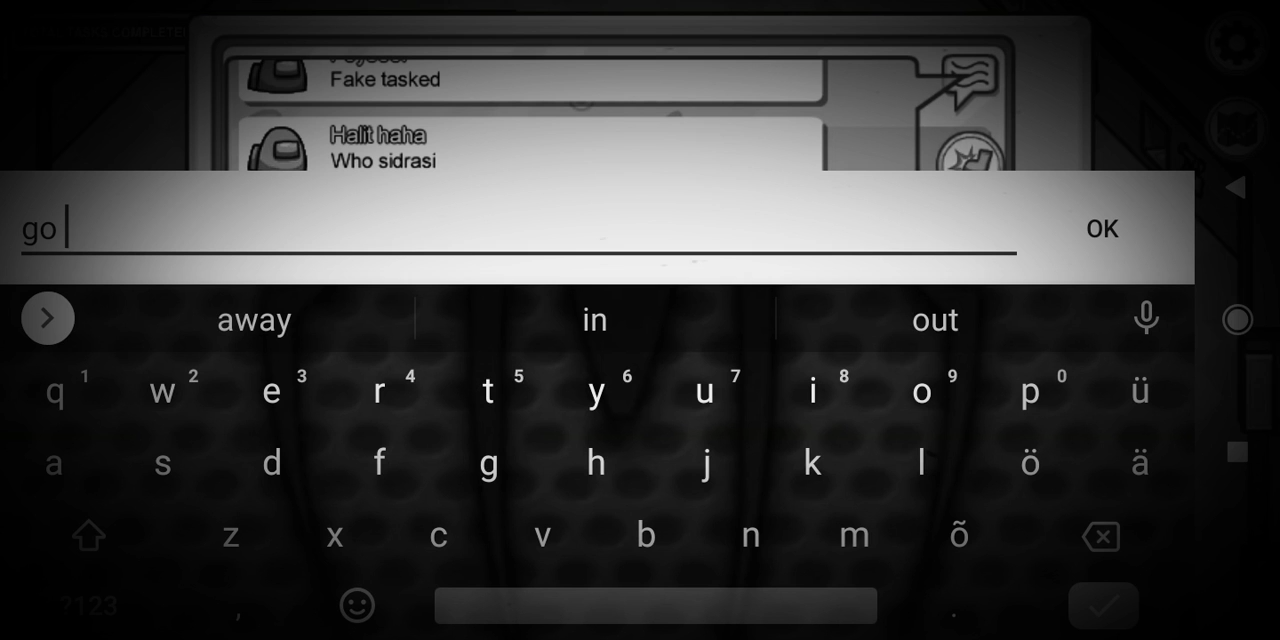 Fake tasked
Halit haha
Who sidrasi
go
OK
away in out
q 1 w 2 e 3 r 4 t 5 y 6 u 7 i 8 o 9 p 0 ü
a s d f g h j k l ö ä
z x c v b n m õ
?123 , .